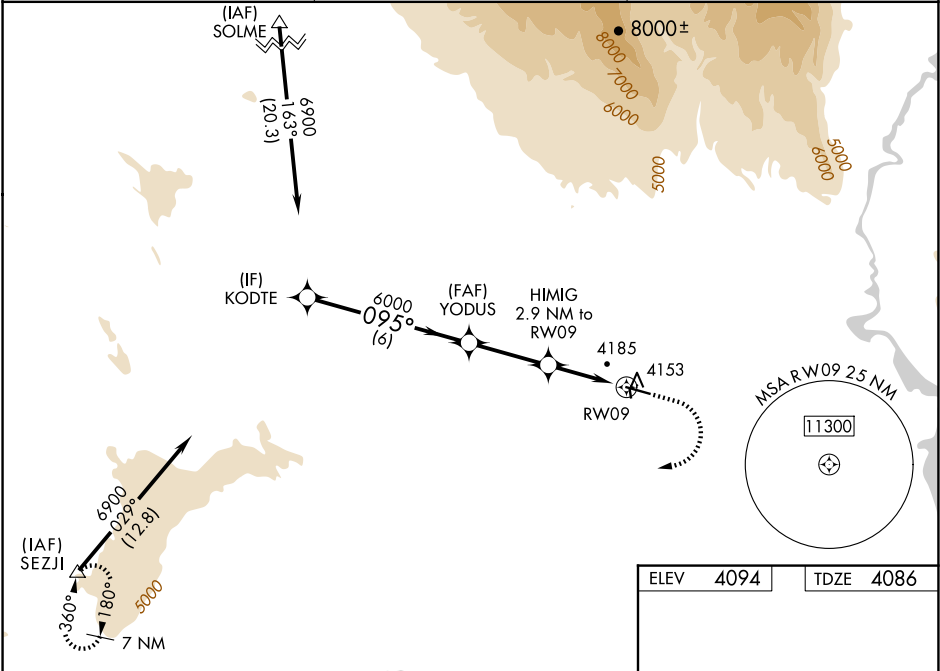 (IAF)
SOLME
8000±
8000
7000
6000
5000
5000
6000
6900
163°
(20.3)
(IF)
KODTE
6000
095°
(6)
(FAF)
YODUS
HIMIG
2.9 NM to
RW09
4185
4153
RW09
MSA RW09 25 NM
11300
6900
029°
(12.8)
(IAF)
SEZJI
360°
180°
5000
7 NM
ELEV 4094
TDZE 4086